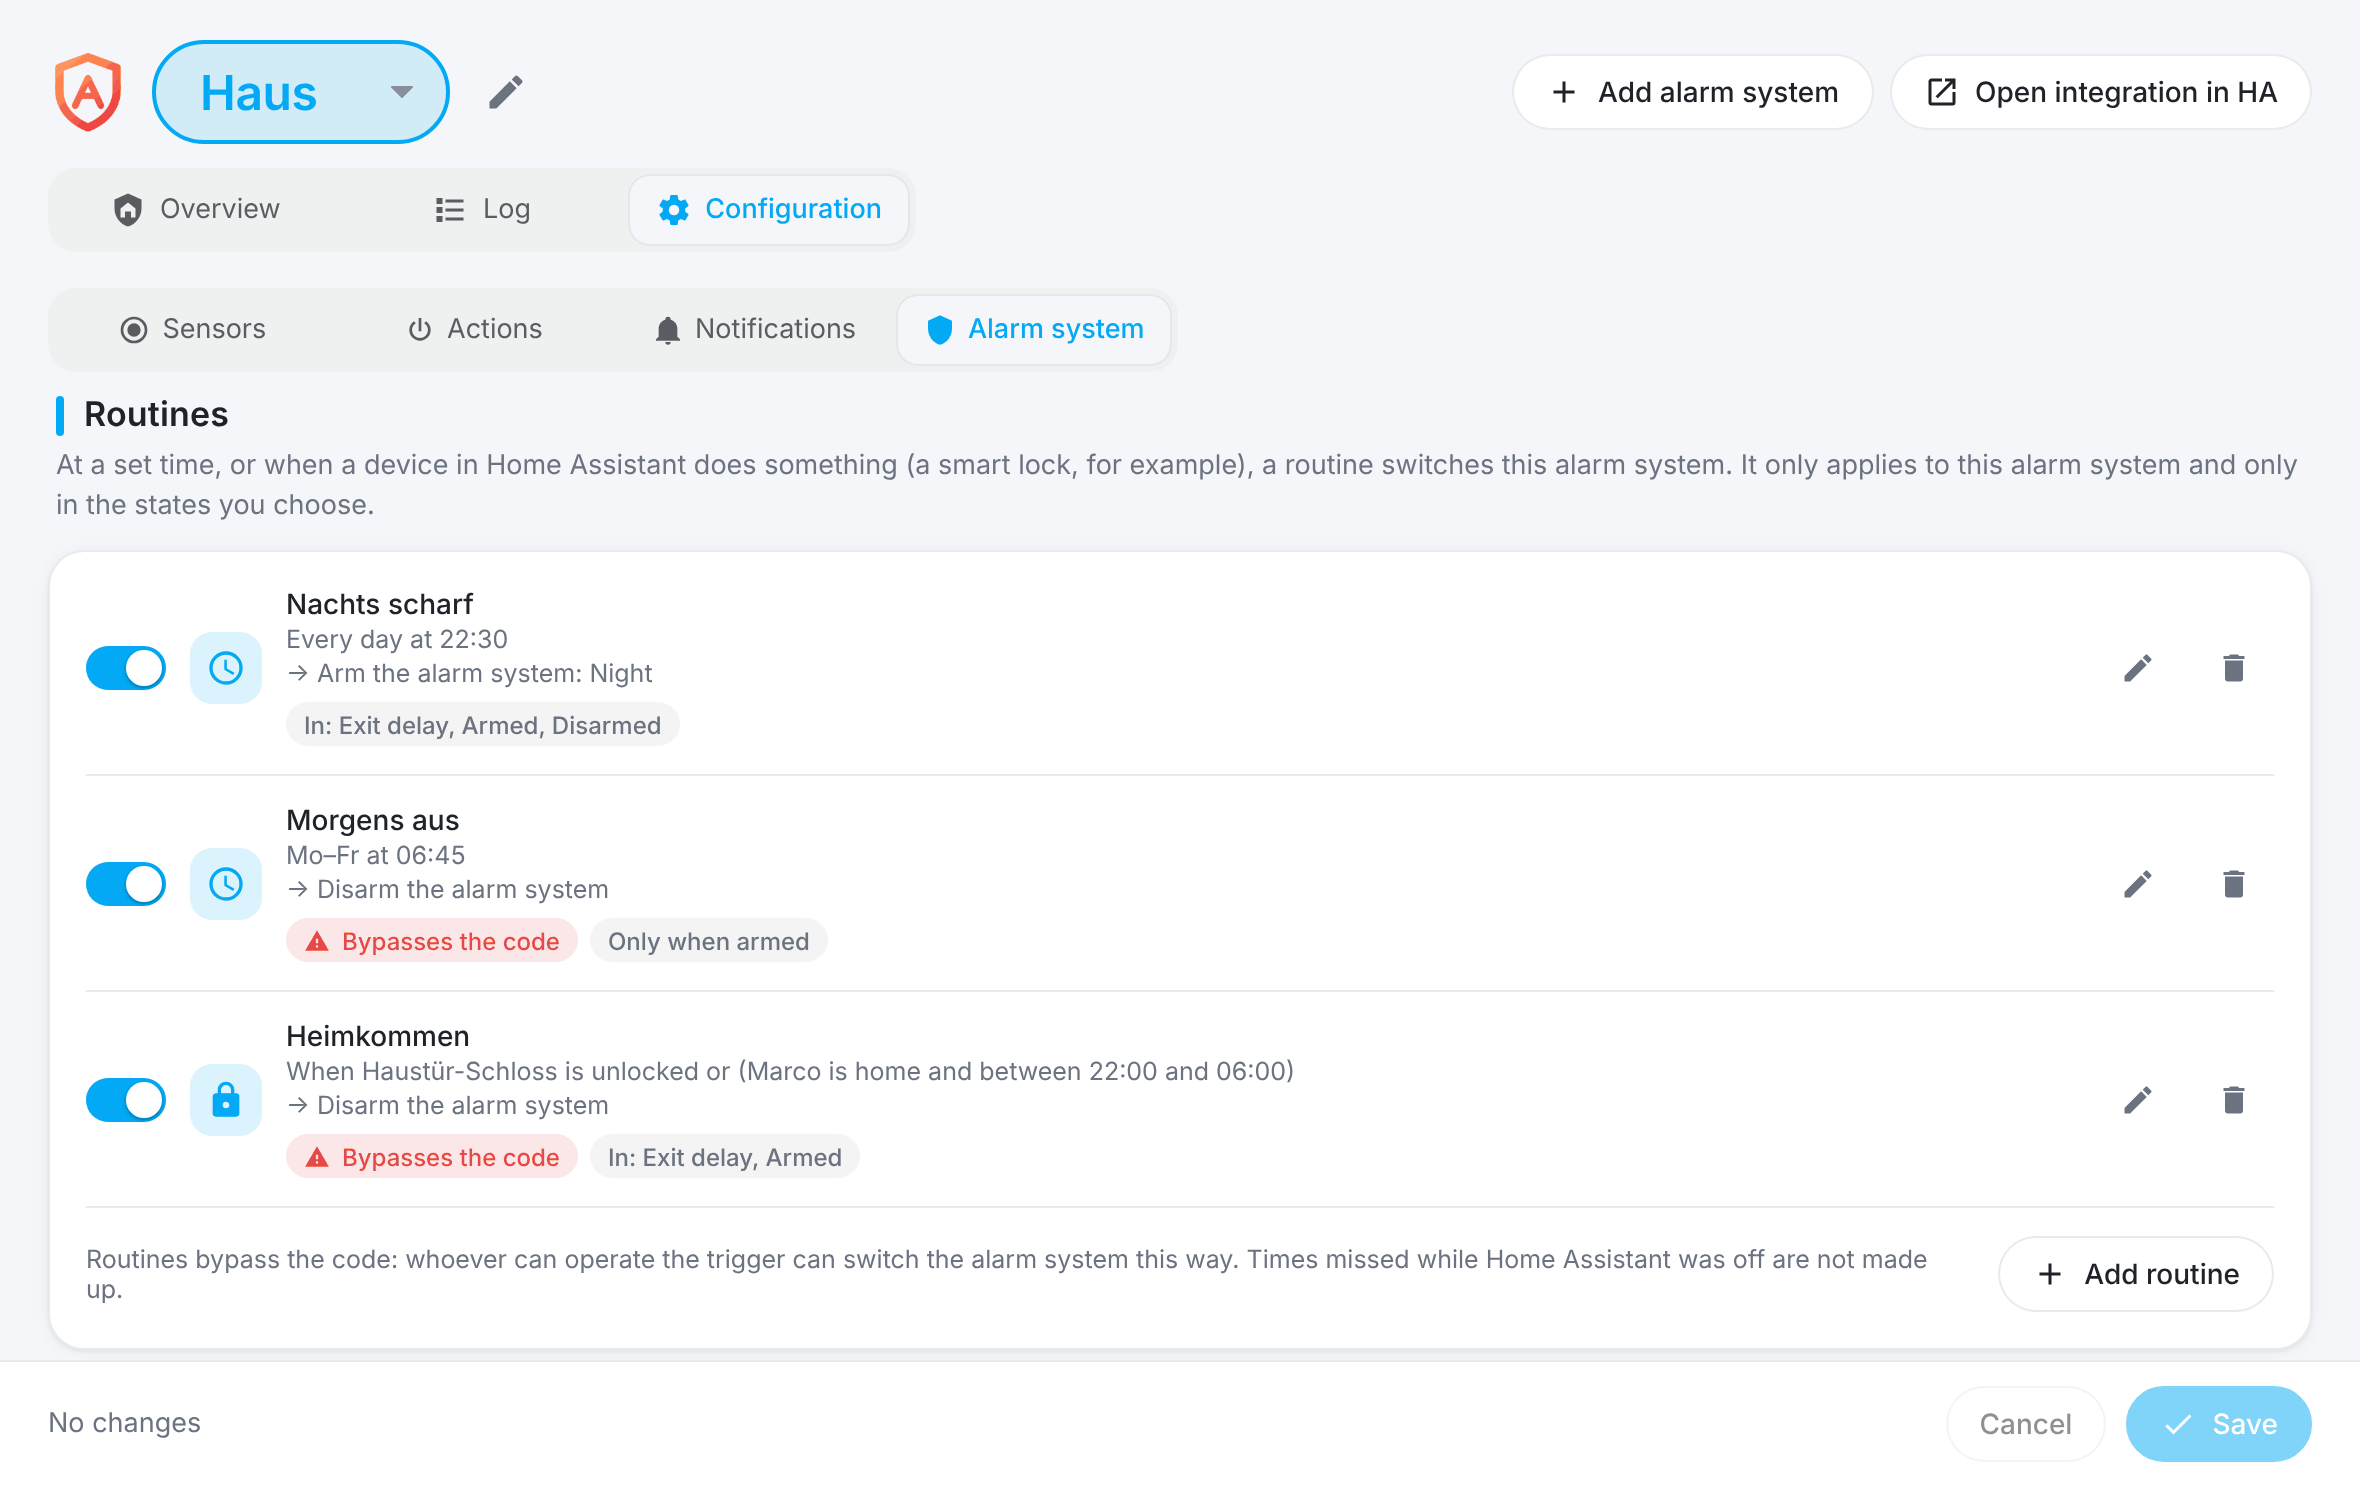 Haus
Add alarm system
Open integration in HA
Overview
Log
Configuration
Sensors
Actions
Notifications
Alarm system
Routines
At a set time, or when a device in Home Assistant does something (a smart lock, for example), a routine switches this alarm system. It only applies to this alarm system and only
in the states you choose.
Nachts scharf
Every day at 22:30
→ Arm the alarm system: Night
In: Exit delay, Armed, Disarmed
Morgens aus
Mo–Fr at 06:45
→ Disarm the alarm system
Bypasses the code
Only when armed
Heimkommen
When Haustür-Schloss is unlocked or (Marco is home and between 22:00 and 06:00)
→ Disarm the alarm system
Bypasses the code
In: Exit delay, Armed
Routines bypass the code: whoever can operate the trigger can switch the alarm system this way. Times missed while Home Assistant was off are not made
up.
Add routine
No changes
Cancel
Save